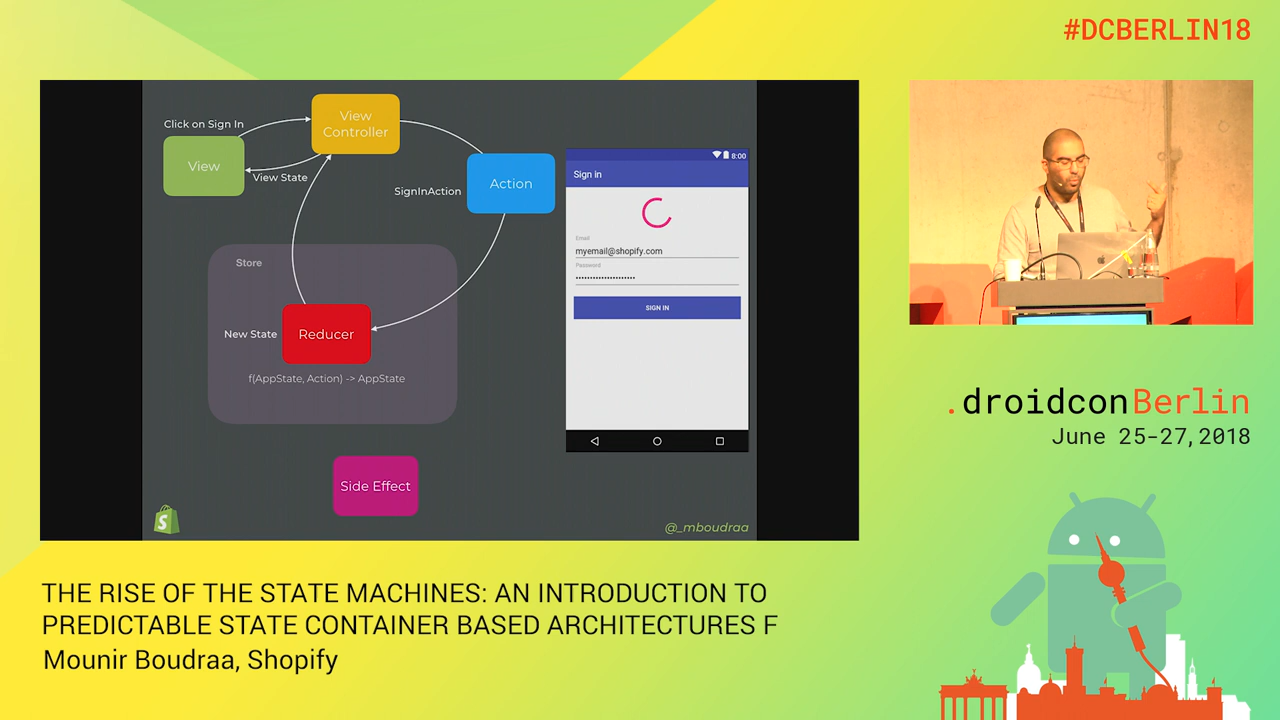 #DCBERLIN18
Click on Sign In
View
Controller
View
View State
SignInAction
Action
8:00
Sign in
Email
myemail@shopify.com
Password
SIGN IN
Store
New State
Reducer
f(AppState, Action) -> AppState
Side Effect
@_mboudraa
.droidconBerlin
June 25-27, 2018
THE RISE OF THE STATE MACHINES: AN INTRODUCTION TO
PREDICTABLE STATE CONTAINER BASED ARCHITECTURES F
Mounir Boudraa, Shopify